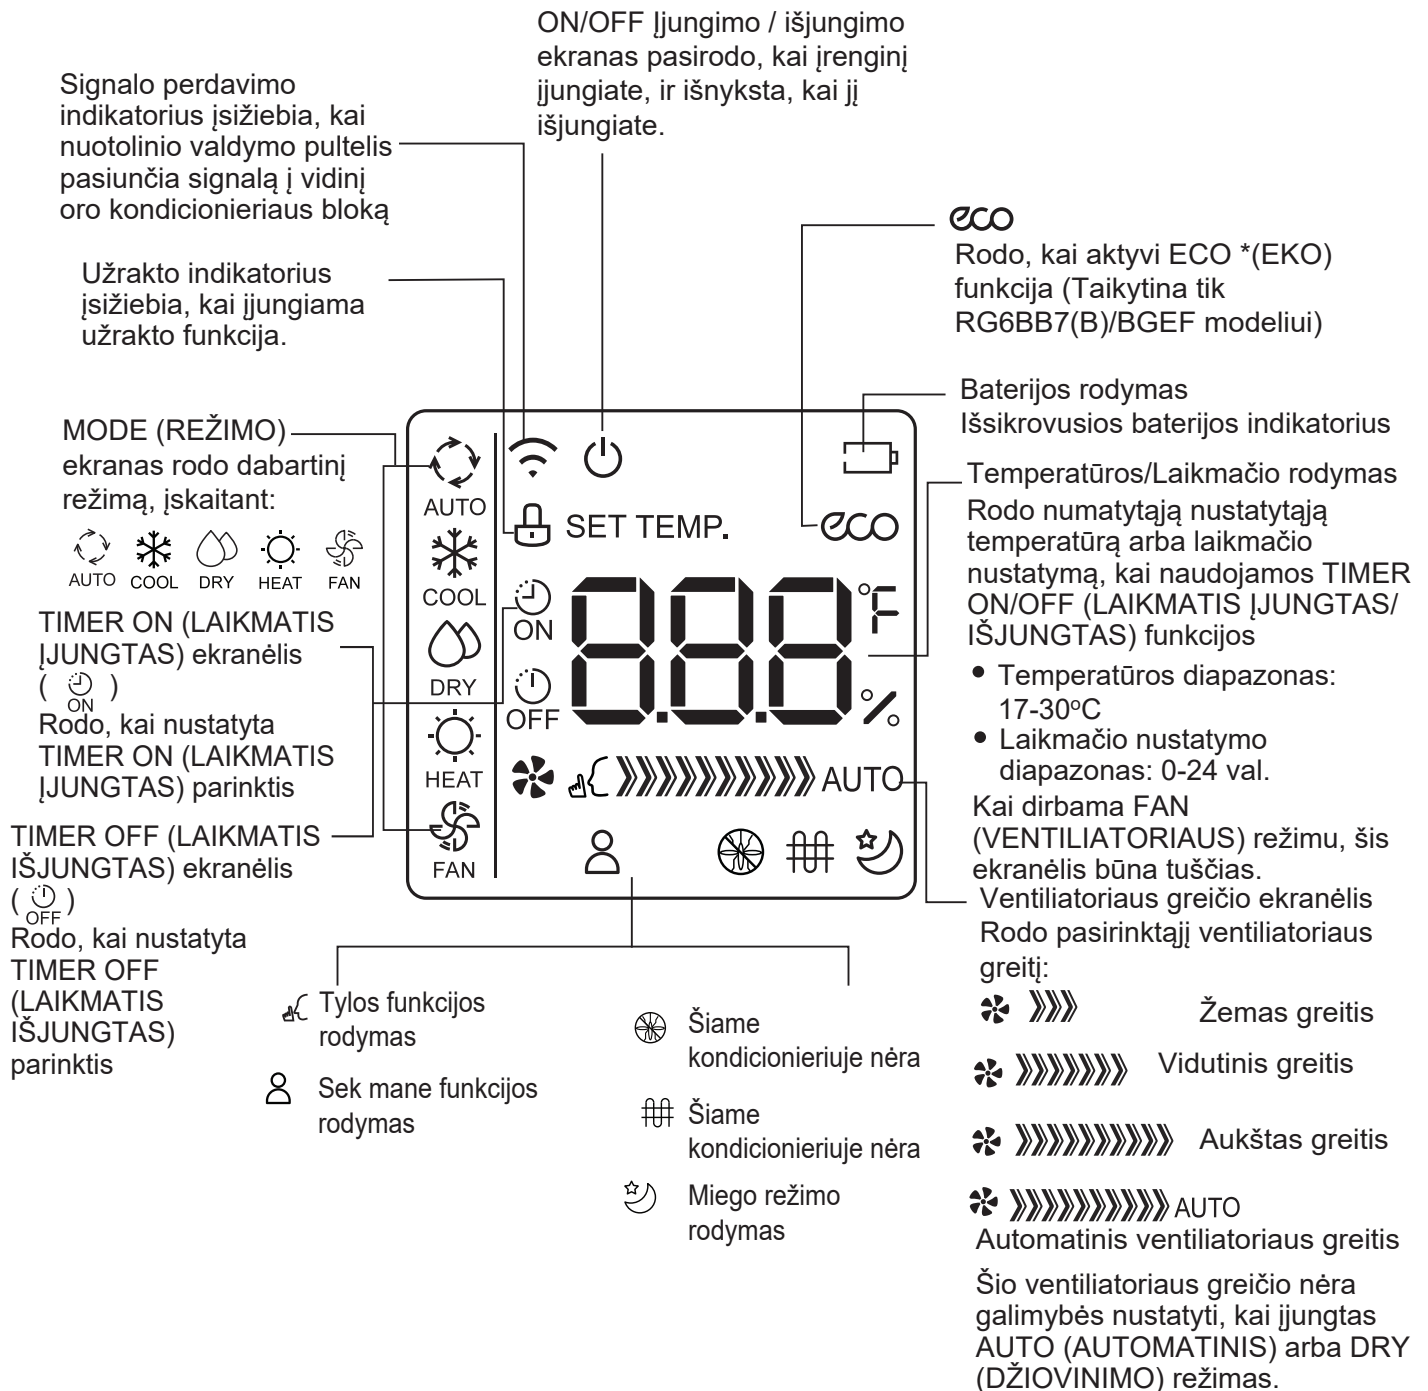 ON/OFF Įjungimo / išjungimo
ekranas pasirodo, kai įrenginį
įjungiate, ir išnyksta, kai jį
išjungiate.
Signalo perdavimo
indikatorius įsižiebia, kai
nuotolinio valdymo pultelis
pasiunčia signalą į vidinį
oro kondicionieriaus bloką
Užrakto indikatorius
įsižiebia, kai įjungiama
užrakto funkcija.
eco
Rodo, kai aktyvi ECO *(EKO)
funkcija (Taikytina tik
RG6BB7(B)/BGEF modeliui)
Baterijos rodymas
Išsikrovusios baterijos indikatorius
MODE (REŽIMO)
ekranas rodo dabartinį
režimą, įskaitant:
AUTO COOL DRY HEAT FAN
TIMER ON (LAIKMATIS
ĮJUNGTAS) ekranėlis
( ON )
Rodo, kai nustatyta
TIMER ON (LAIKMATIS
ĮJUNGTAS) parinktis
TIMER OFF (LAIKMATIS
IŠJUNGTAS) ekranėlis
( OFF )
Rodo, kai nustatyta
TIMER OFF
(LAIKMATIS
IŠJUNGTAS)
parinktis
AUTO
COOL
DRY
HEAT
FAN
SET TEMP.
eco
ON
OFF
8.8.8
°F
%
AUTO
Temperatūros/Laikmačio rodymas
Rodo numatytąją nustatytąją
temperatūrą arba laikmačio
nustatymą, kai naudojamos TIMER
ON/OFF (LAIKMATIS ĮJUNGTAS/
IŠJUNGTAS) funkcijos
• Temperatūros diapazonas:
17-30°C
• Laikmačio nustatymo
diapazonas: 0-24 val.
Kai dirbama FAN
(VENTILIATORIAUS) režimu, šis
ekranėlis būna tuščias.
Ventiliatoriaus greičio ekranėlis
Rodo pasirinktąjį ventiliatoriaus
greitį:
Žemas greitis
Vidutinis greitis
Aukštas greitis
AUTO
Automatinis ventiliatoriaus greitis
Šio ventiliatoriaus greičio nėra
galimybės nustatyti, kai įjungtas
AUTO (AUTOMATINIS) arba DRY
(DŽIOVINIMO) režimas.
Tylos funkcijos
rodymas
Sek mane funkcijos
rodymas
Šiame
kondicionieriuje nėra
Šiame
kondicionieriuje nėra
Miego režimo
rodymas